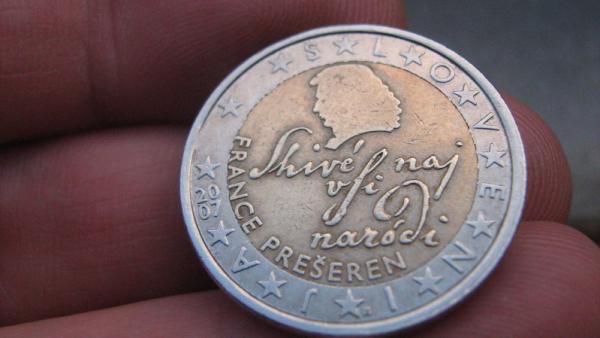 SLOVENIJA
Shivé naj
vſi
naródi
FRANCE PREŠEREN
20
07